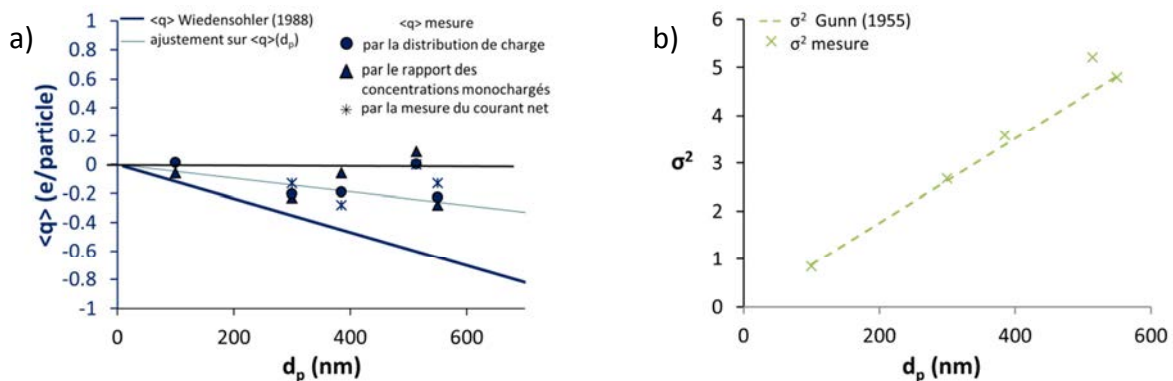 a)
<q> Wiedensohler (1988)
ajustement sur <q>(dp)
<q> mesure
par la distribution de charge
par le rapport des
concentrations monochargés
par la mesure du courant net
<q> (e/particle)
1
0.8
0.6
0.4
0.2
0
-0.2
-0.4
-0.6
-0.8
-1
0
200
400
600
dp (nm)
b)
σ² Gunn (1955)
σ² mesure
σ²
6
5
4
3
2
1
0
0
200
400
600
dp (nm)